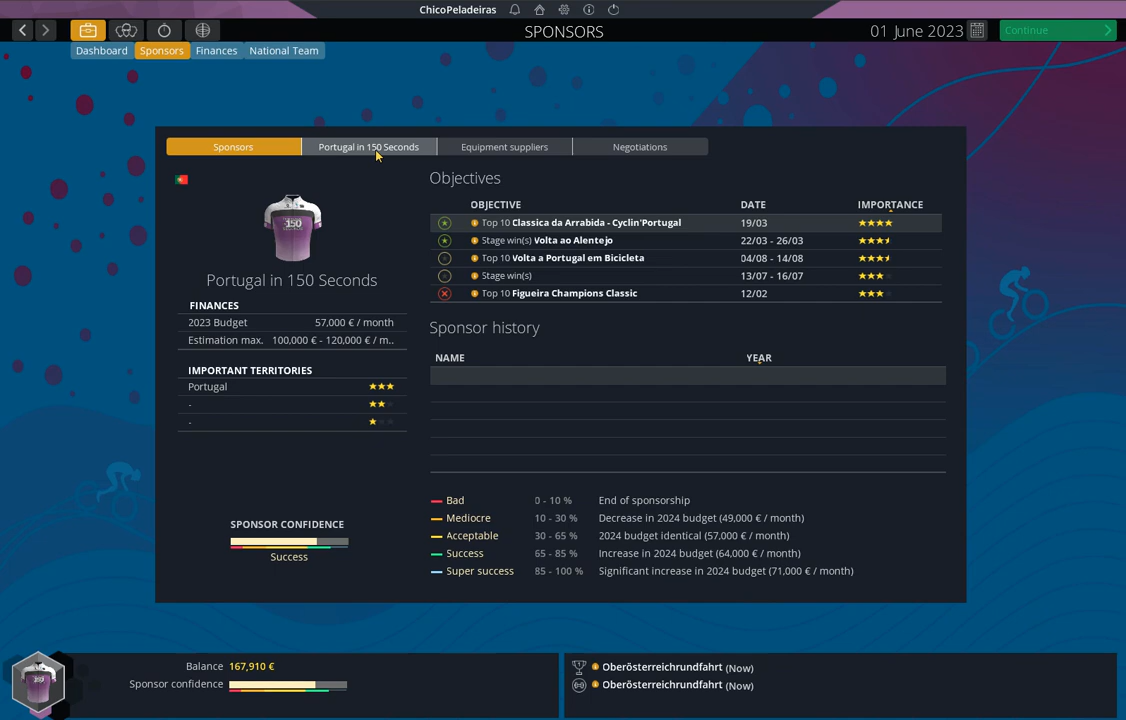 ChicoPeladeiras
SPONSORS
01 June 2023
Continue
Dashboard Sponsors Finances National Team
Sponsors Portugal in 150 Seconds Equipment suppliers Negotiations
150
Portugal in 150 Seconds
FINANCES
2023 Budget 57,000 € / month
Estimation max. 100,000 € - 120,000 € / m..
IMPORTANT TERRITORIES
Portugal
-
-
SPONSOR CONFIDENCE
Success
Objectives
OBJECTIVE DATE IMPORTANCE
Top 10 Classica da Arrabida - Cyclin'Portugal 19/03
Stage win(s) Volta ao Alentejo 22/03 - 26/03
Top 10 Volta a Portugal em Bicicleta 04/08 - 14/08
Stage win(s) 13/07 - 16/07
Top 10 Figueira Champions Classic 12/02
Sponsor history
NAME YEAR
Bad 0 - 10 % End of sponsorship
Mediocre 10 - 30 % Decrease in 2024 budget (49,000 € / month)
Acceptable 30 - 65 % 2024 budget identical (57,000 € / month)
Success 65 - 85 % Increase in 2024 budget (64,000 € / month)
Super success 85 - 100 % Significant increase in 2024 budget (71,000 € / month)
Balance 167,910 €
Sponsor confidence
Oberösterreichrundfahrt (Now)
Oberösterreichrundfahrt (Now)